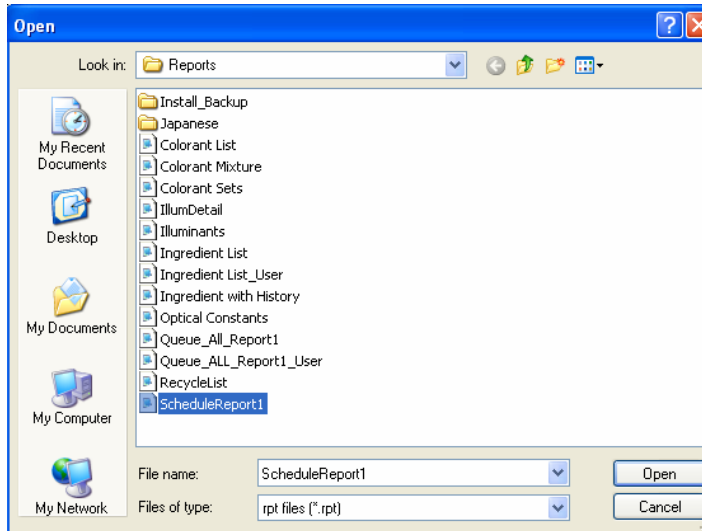 Open
Look in:
Reports
Install_Backup
Japanese
Colorant List
Colorant Mixture
Colorant Sets
IllumDetail
Illuminants
Ingredient List
Ingredient List_User
Ingredient with History
Optical Constants
Queue_All_Report1
Queue_ALL_Report1_User
RecycleList
ScheduleReport1
My Recent
Documents
Desktop
My Documents
My Computer
My Network
File name:
ScheduleReport1
Open
Files of type:
rpt files (*.rpt)
Cancel